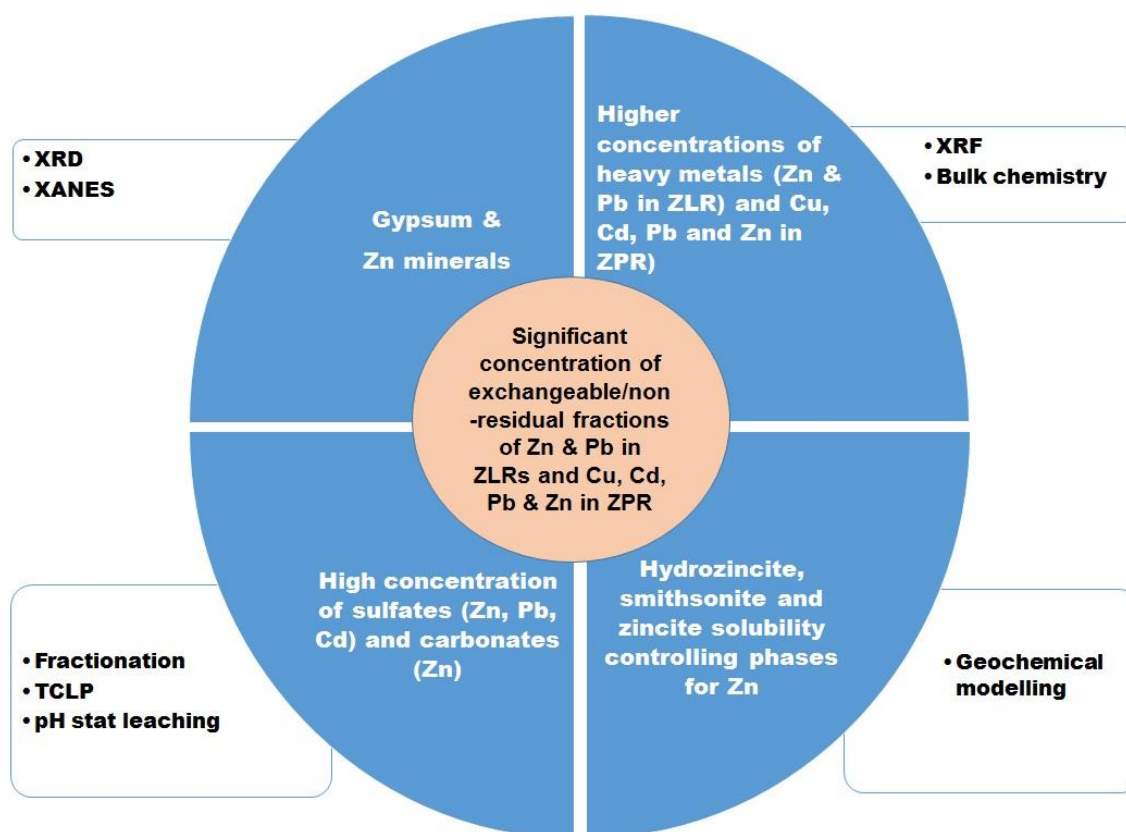 • XRD
• XANES
Gypsum &
Zn minerals
Higher
concentrations of
heavy metals (Zn &
Pb in ZLR) and Cu,
Cd, Pb and Zn in
ZPR)
• XRF
• Bulk chemistry
Significant
concentration of
exchangeable/non
-residual fractions
of Zn & Pb in
ZLRs and Cu, Cd,
Pb & Zn in ZPR
• Fractionation
• TCLP
• pH stat leaching
High concentration
of sulfates (Zn, Pb,
Cd) and carbonates
(Zn)
Hydrozincite,
smithsonite and
zincite solubility
controlling phases
for Zn
• Geochemical
modelling